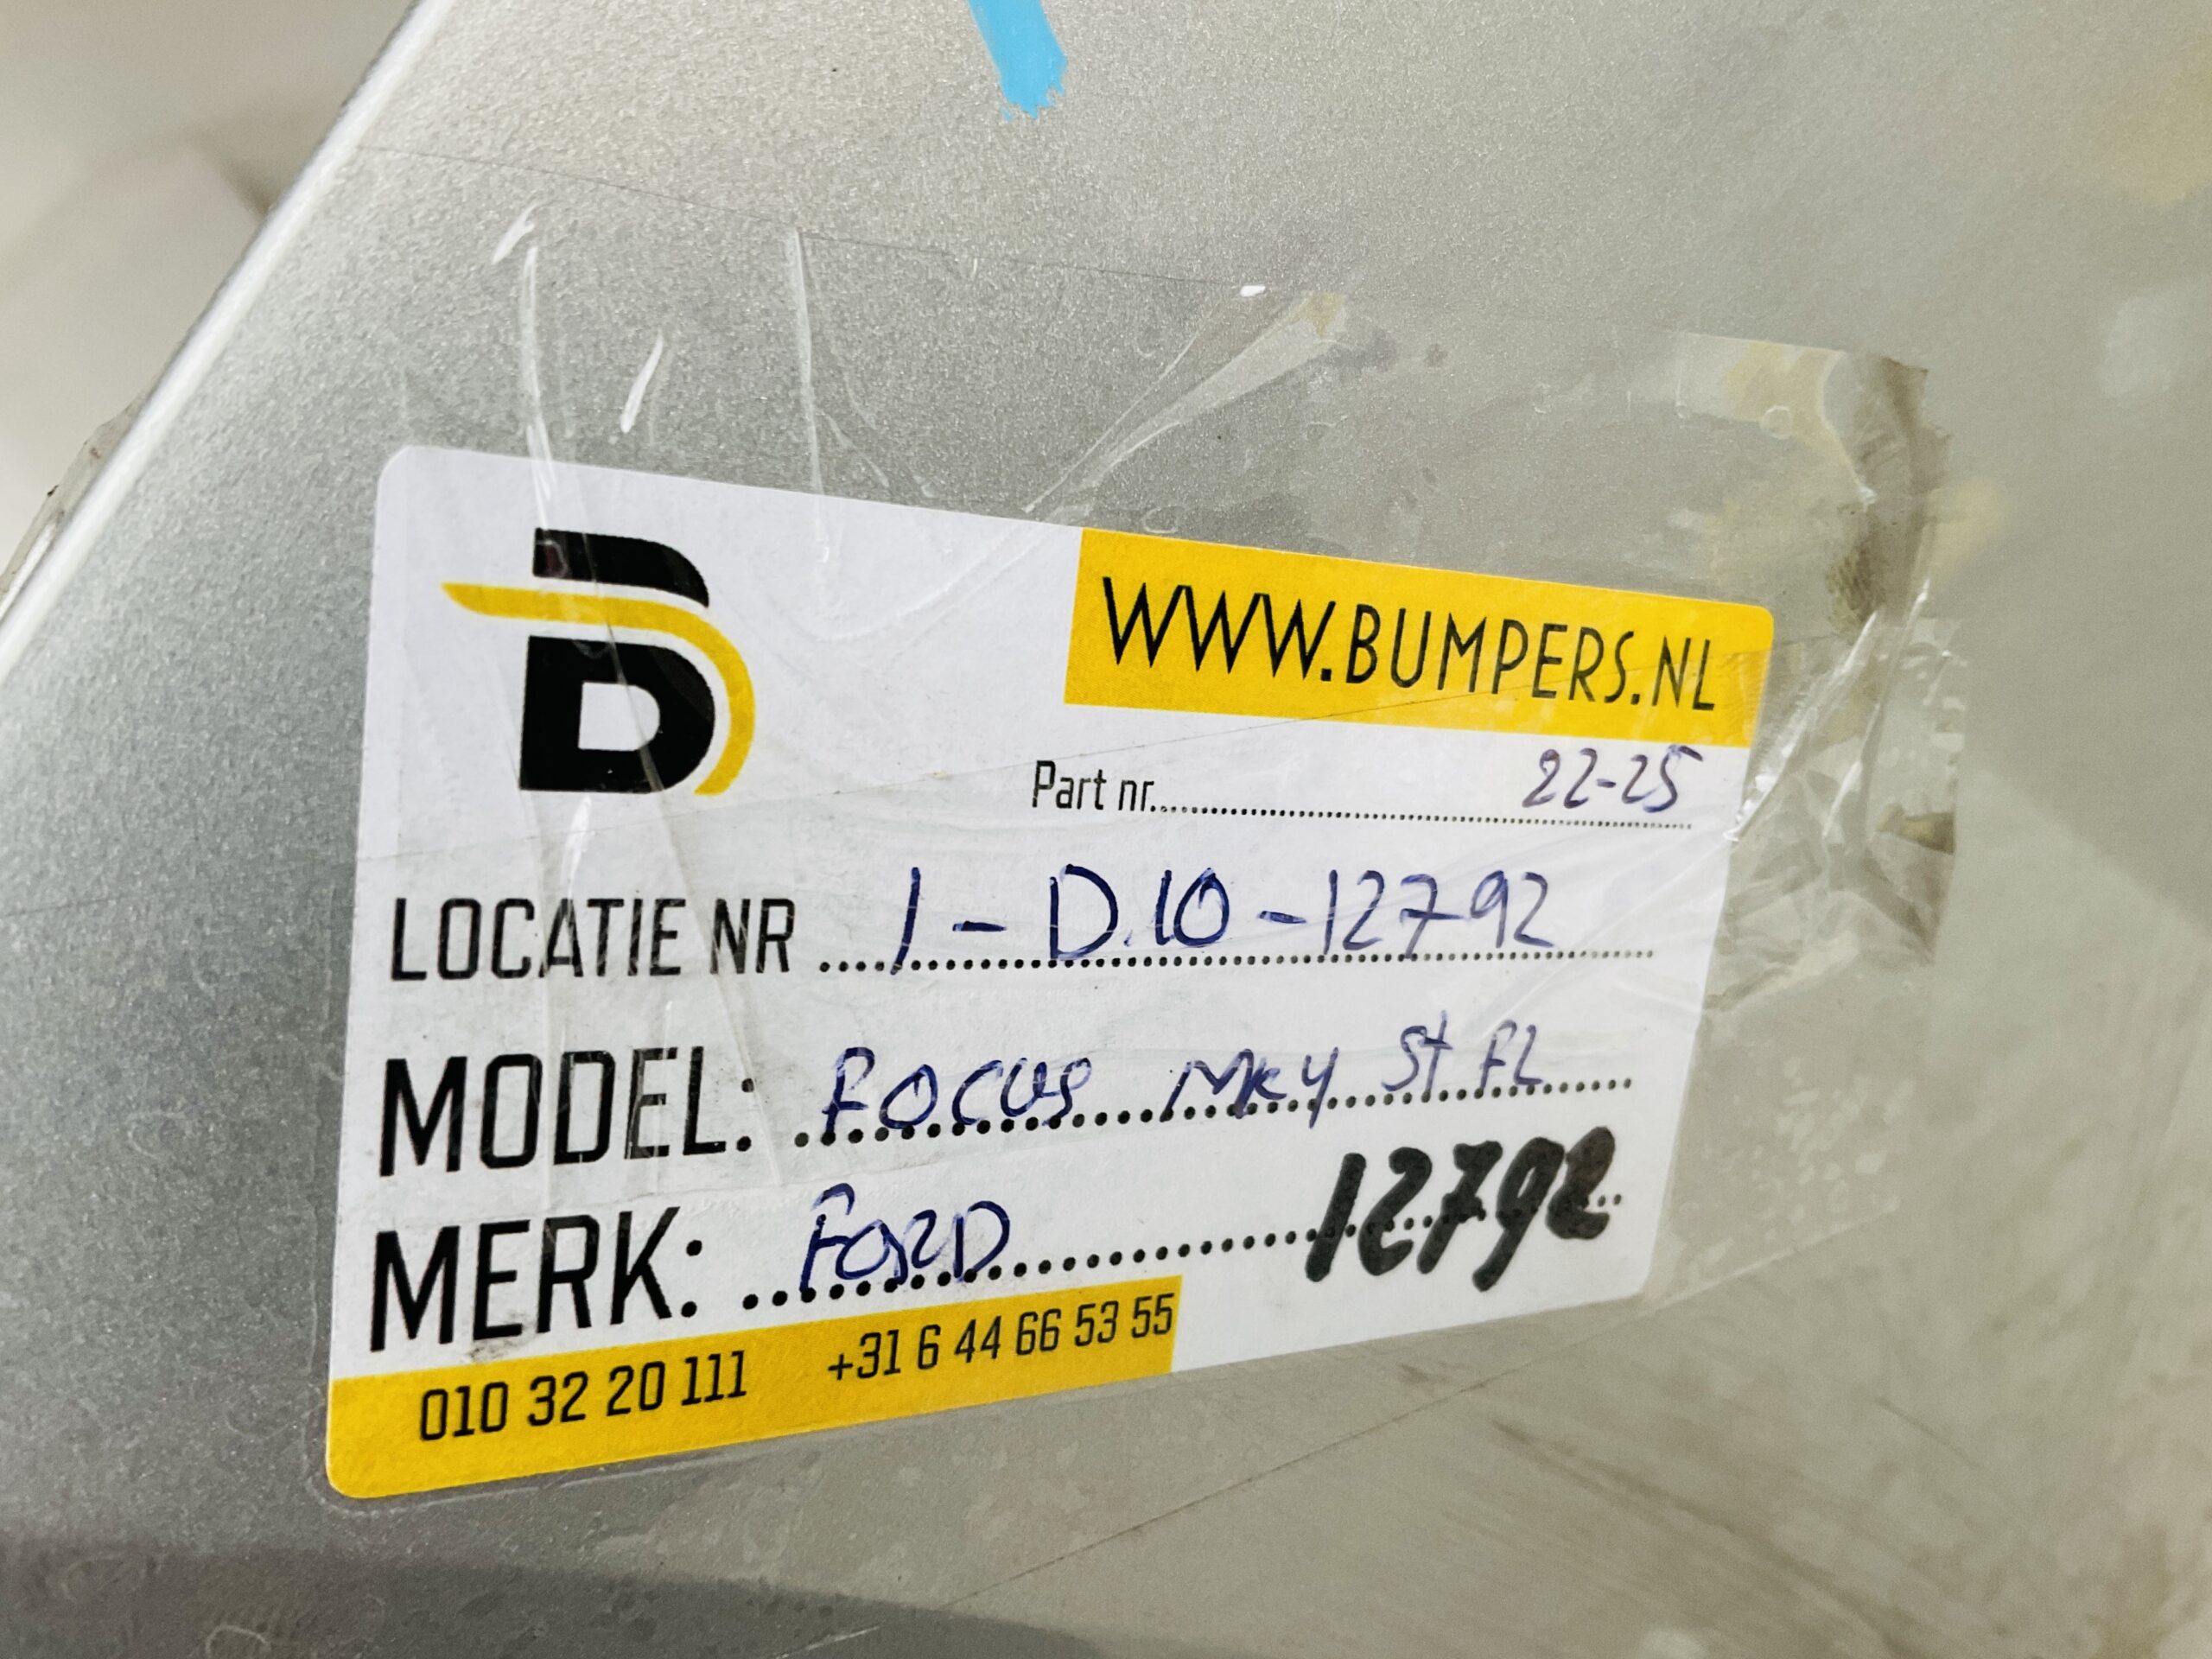 B
WWW.BUMPERS.NL
Part nr. 22-25
LOCATIE NR 1-D.10-12792
MODEL: FOCUS MK4 St FL
MERK: FORD 12792
010 32 20 111 +31 6 44 66 53 55